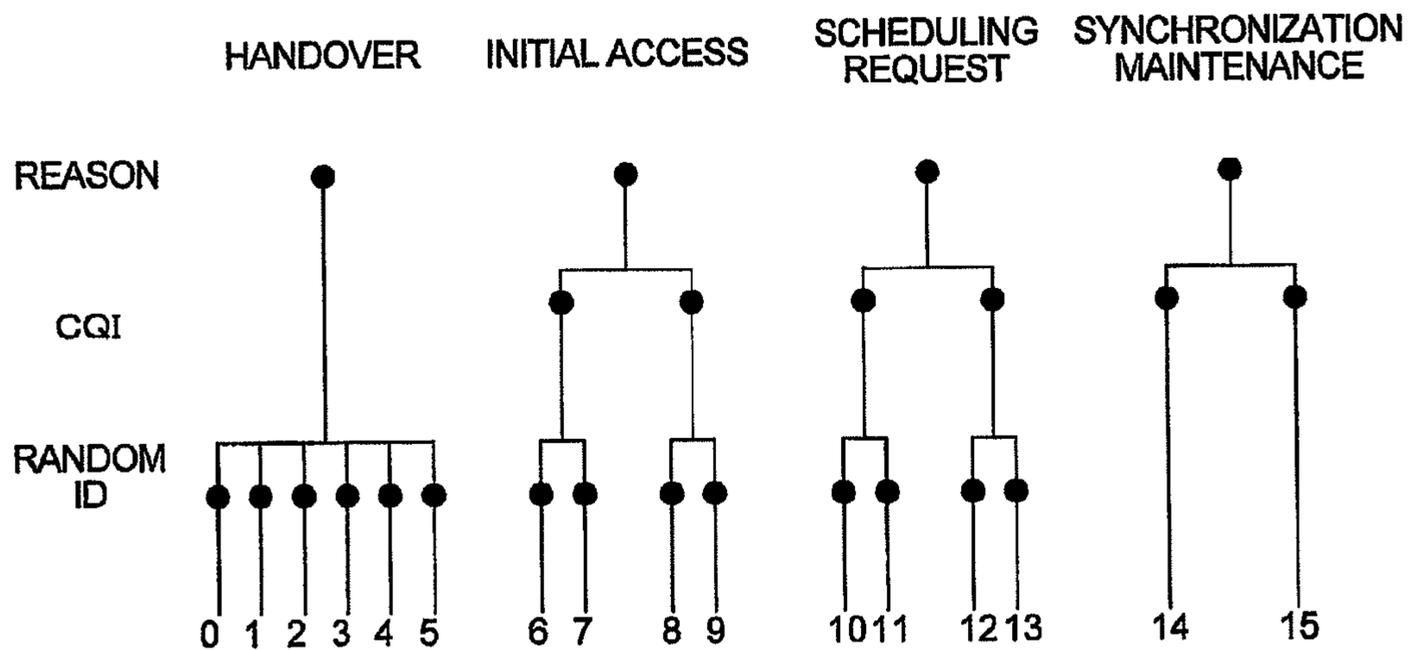 HANDOVER
INITIAL ACCESS
SCHEDULING
REQUEST
SYNCHRONIZATION
MAINTENANCE
REASON
CQI
RANDOM
ID
0 1 2 3 4 5 6 7 8 9 10 11 12 13 14 15